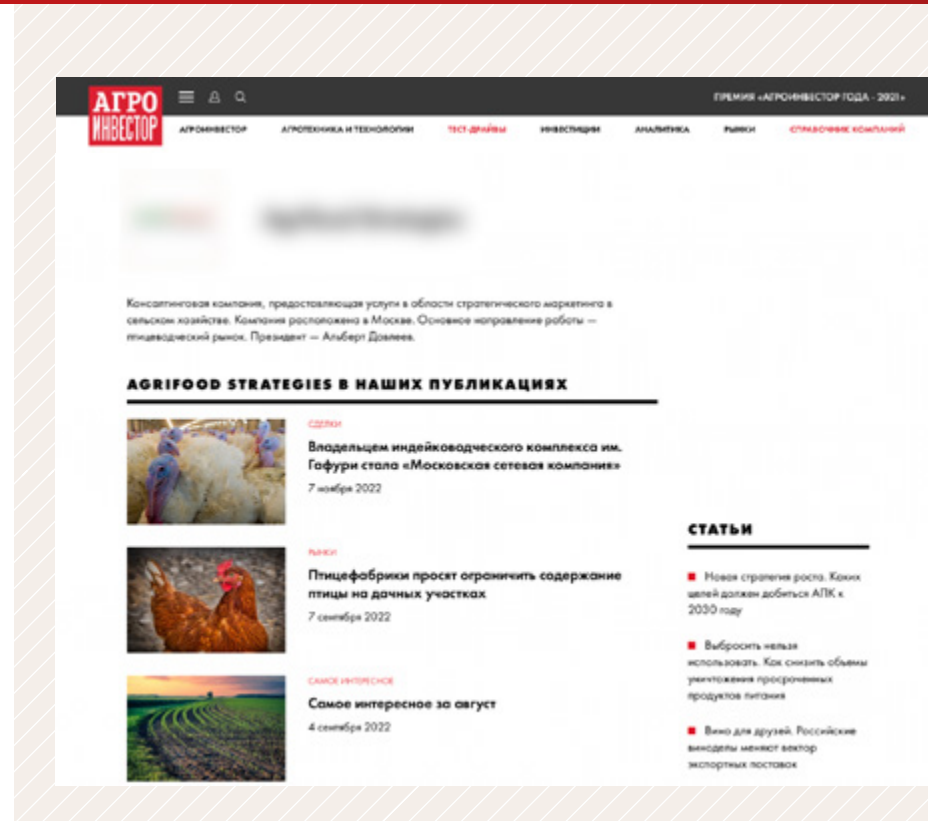 АГРО
ИНВЕСТОР
ПРЕМИЯ «АГРОИНВЕСТОР ГОДА - 2021»
АГРОИНВЕСТОР
АГРОТЕХНИКА И ТЕХНОЛОГИИ
ТЕСТ-ДРАЙВЫ
ИНВЕСТИЦИИ
АНАЛИТИКА
РЫНКИ
СПРАВОЧНИК КОМПАНИЙ
Agrifood Strategies
Консалтинговая компания, предоставляющая услуги в области стратегического маркетинга в
сельском хозяйстве. Компания расположена в Москве. Основное направление работы —
птицеводческий рынок. Президент — Альберт Давлеев.
AGRIFOOD STRATEGIES В НАШИХ ПУБЛИКАЦИЯХ
СДЕЛКИ
Владельцем индейководческого комплекса им.
Гафури стала «Московская сетевая компания»
7 ноября 2022
РЫНКИ
Птицефабрики просят ограничить содержание
птицы на дачных участках
7 сентября 2022
САМОЕ ИНТЕРЕСНОЕ
Самое интересное за август
4 сентября 2022
СТАТЬИ
Новая стратегия роста. Каких
целей должен добиться АПК к
2030 году
Выбросить нельзя
использовать. Как снизить объемы
уничтожения просроченных
продуктов питания
Вино для друзей. Российские
виноделы меняют вектор
экспортных поставок